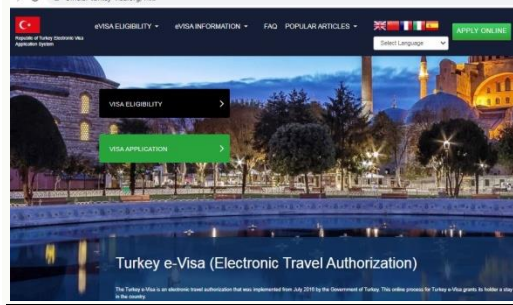 eVISA ELIGIBILITY
eVISA INFORMATION
FAQ
POPULAR ARTICLES
APPLY ONLINE
Republic of Turkey Electronic Visa
Application System
Select Language
VISA ELIGIBILITY
VISA APPLICATION
Turkey e-Visa (Electronic Travel Authorization)
The Turkey e-Visa is an electronic travel authorization that was implemented from July 2016 by the Government of Turkey. This online process for Turkey e-Visa grants its holder a stay
in the country